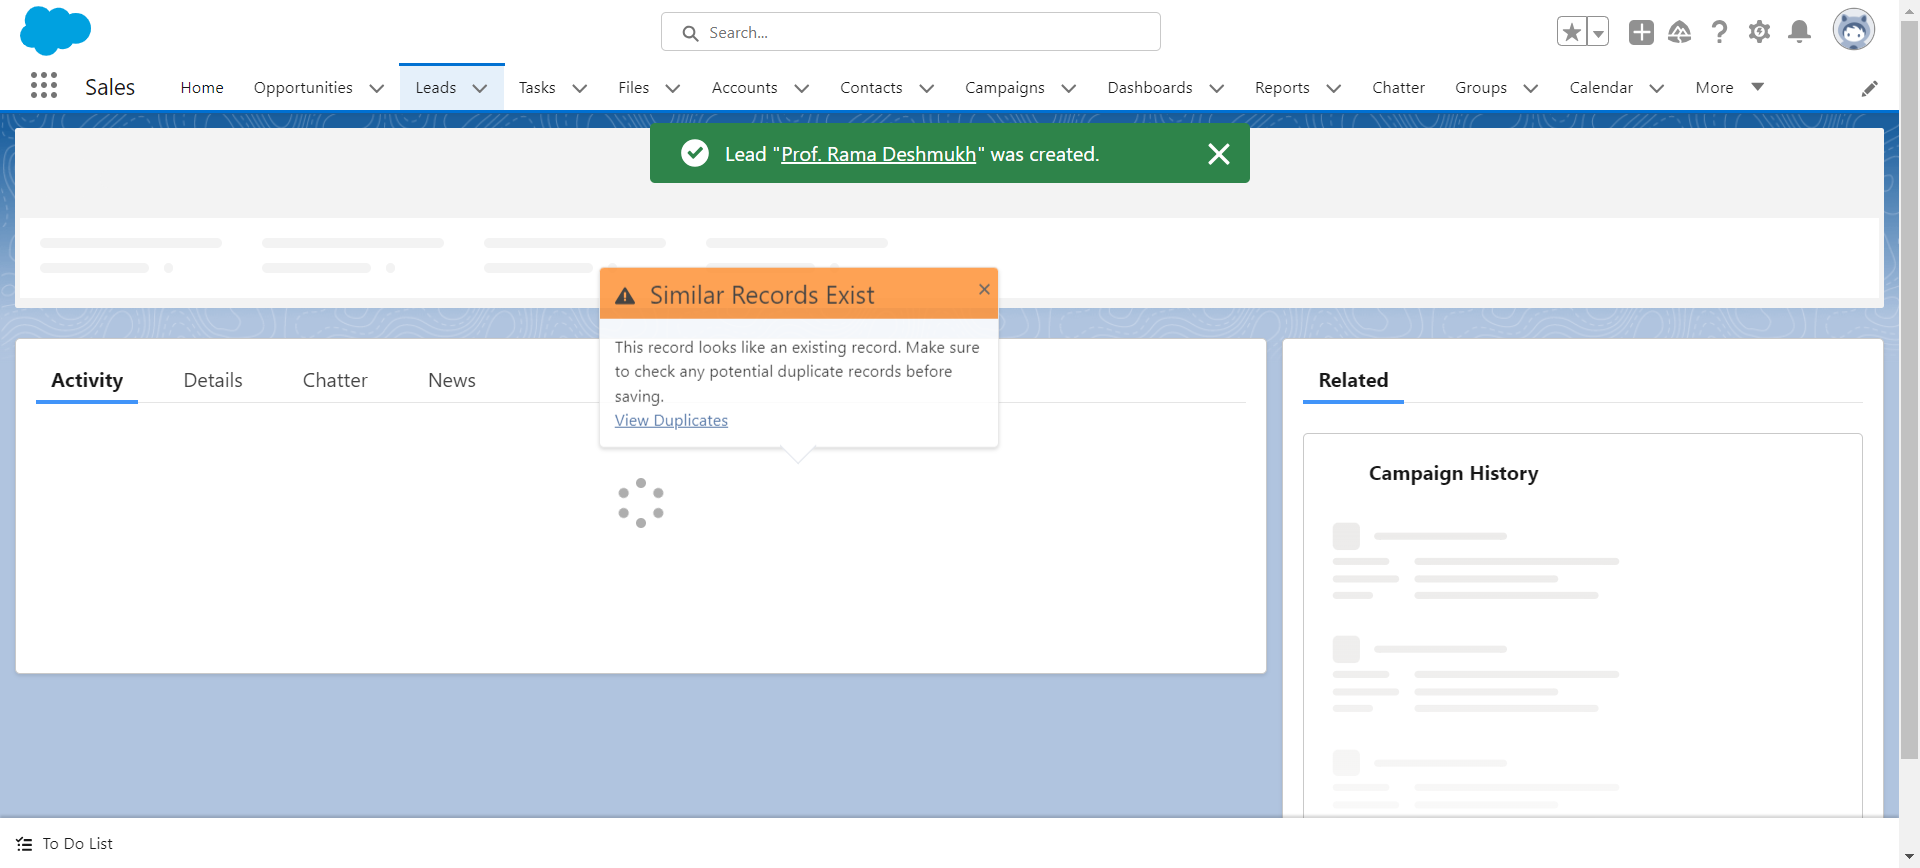 Search...
Sales
Home
Opportunities
Leads
Tasks
Files
Accounts
Contacts
Campaigns
Dashboards
Reports
Chatter
Groups
Calendar
More
Lead "Prof. Rama Deshmukh" was created.
Similar Records Exist
This record looks like an existing record. Make sure
to check any potential duplicate records before
saving.
View Duplicates
Activity
Details
Chatter
News
Related
Campaign History
To Do List